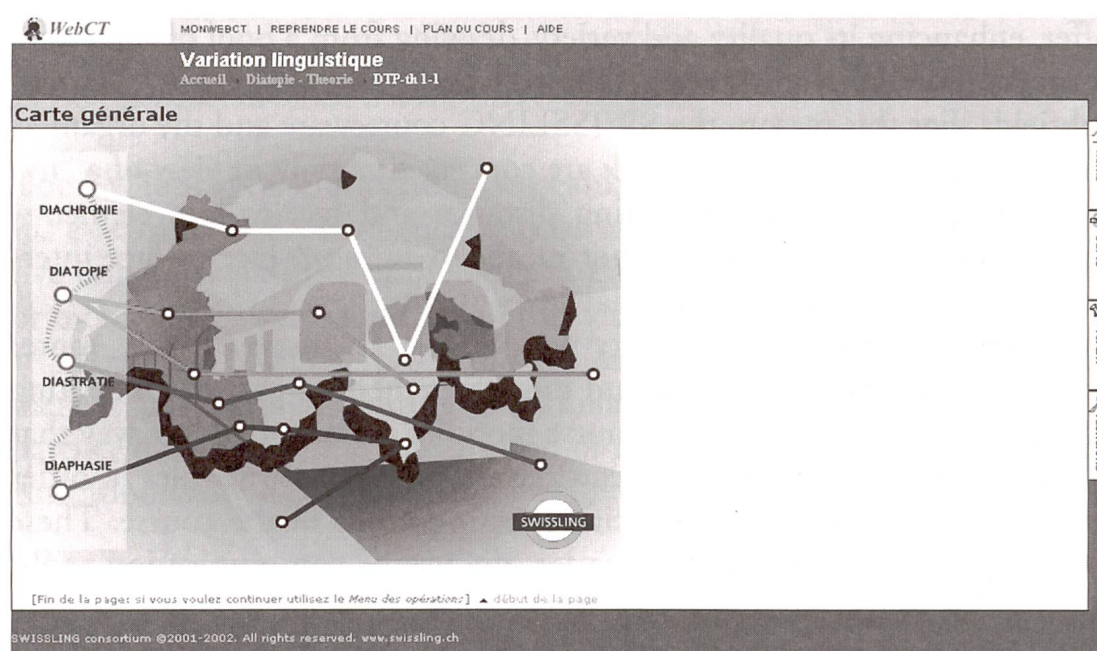 WebCT
MONWEBCT | REPRENDRE LE COURS | PLAN DU COURS | AIDE
Variation linguistique
Accueil Diatopie - Theorie DTP-th 1-1
Carte générale
DIACHRONIE
DIATOPIE
DIASTRATIE
DIAPHASIE
SWISSLING
[Fin de la page: si vous voulez continuer utilisez le Menu des opérations] ▲ début de la page
SWISSLING consortium ©2001-2002. All rights reserved. www.swissling.ch